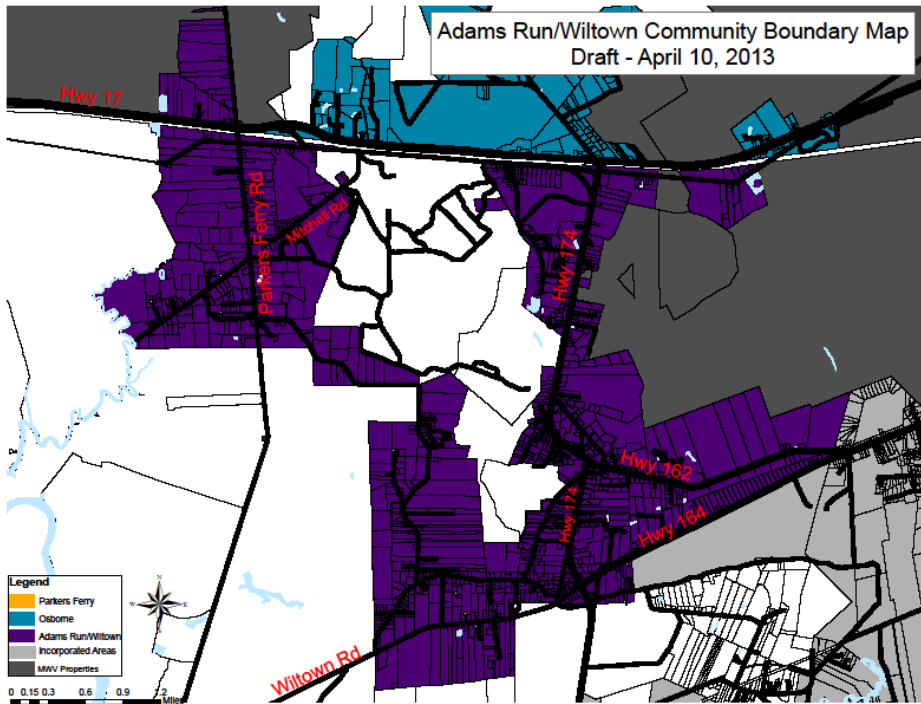 Adams Run/Wiltown Community Boundary Map
Draft - April 10, 2013
Hwy 17
Parkers Ferry Rd
Mitchell Rd
Hwy 174
Hwy 162
Hwy 174
Hwy 164
Wiltown Rd
Legend
Parkers Ferry
Osborne
Adams Run/Wiltown
Incorporated Areas
MWV Properties
N
W
E
S
0 0.15 0.3 0.6 0.9 1.2
Miles